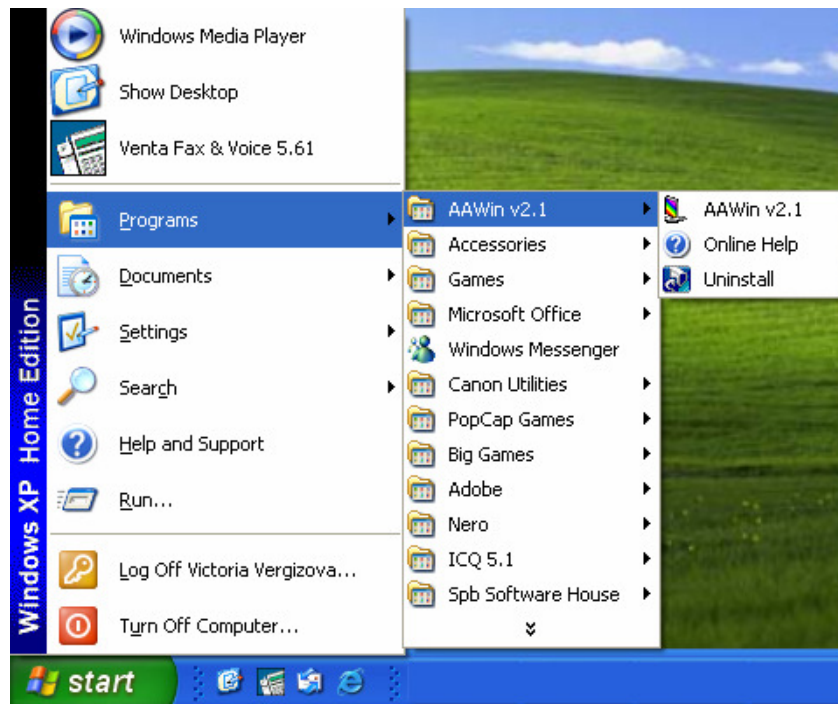 Windows Media Player
Show Desktop
Venta Fax & Voice 5.61
Programs
Documents
Settings
Search
Help and Support
Run...
Log Off Victoria Vergizova...
Turn Off Computer...
Windows XP Home Edition
AAWin v2.1
Accessories
Games
Microsoft Office
Windows Messenger
Canon Utilities
PopCap Games
Big Games
Adobe
Nero
ICQ 5.1
Spb Software House
AAWin v2.1
Online Help
Uninstall
start